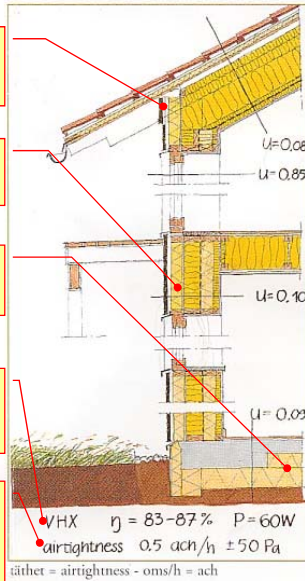 U=0,08
U=0,85
U=0,10
U=0,09
VHX η = 83-87% P=60W
airtightness 0.5 ach/h ±50 Pa
täthet = airtightness - oms/h = ach